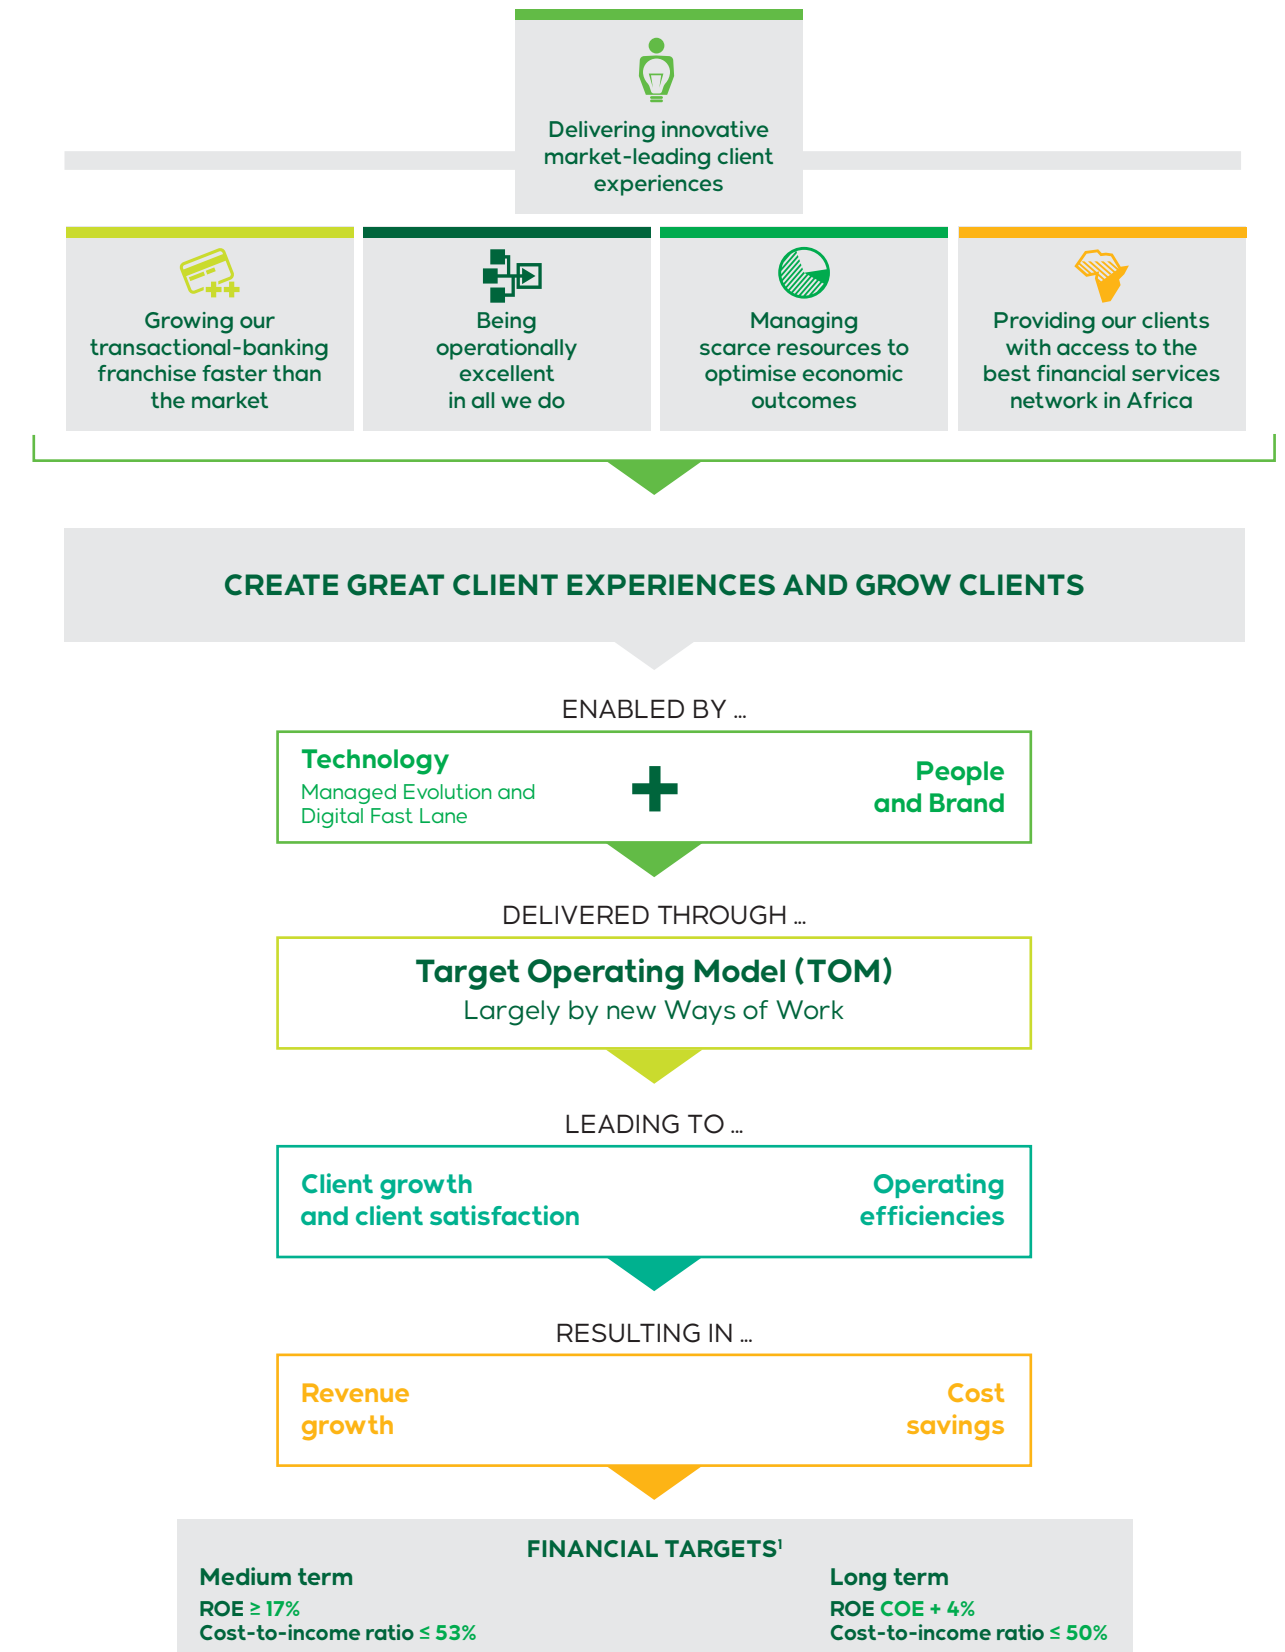 Delivering innovative
market-leading client
experiences
Growing our
transactional-banking
franchise faster than
the market
Being
operationally
excellent
in all we do
Managing
scarce resources to
optimise economic
outcomes
Providing our clients
with access to the
best financial services
network in Africa
CREATE GREAT CLIENT EXPERIENCES AND GROW CLIENTS
ENABLED BY ...
Technology
Managed Evolution and
Digital Fast Lane
+
People
and Brand
DELIVERED THROUGH ...
Target Operating Model (TOM)
Largely by new Ways of Work
LEADING TO ...
Client growth
and client satisfaction
Operating
efficiencies
RESULTING IN ...
Revenue
growth
Cost
savings
FINANCIAL TARGETS¹
Medium term
ROE ≥ 17%
Cost-to-income ratio ≤ 53%
Long term
ROE COE + 4%
Cost-to-income ratio ≤ 50%